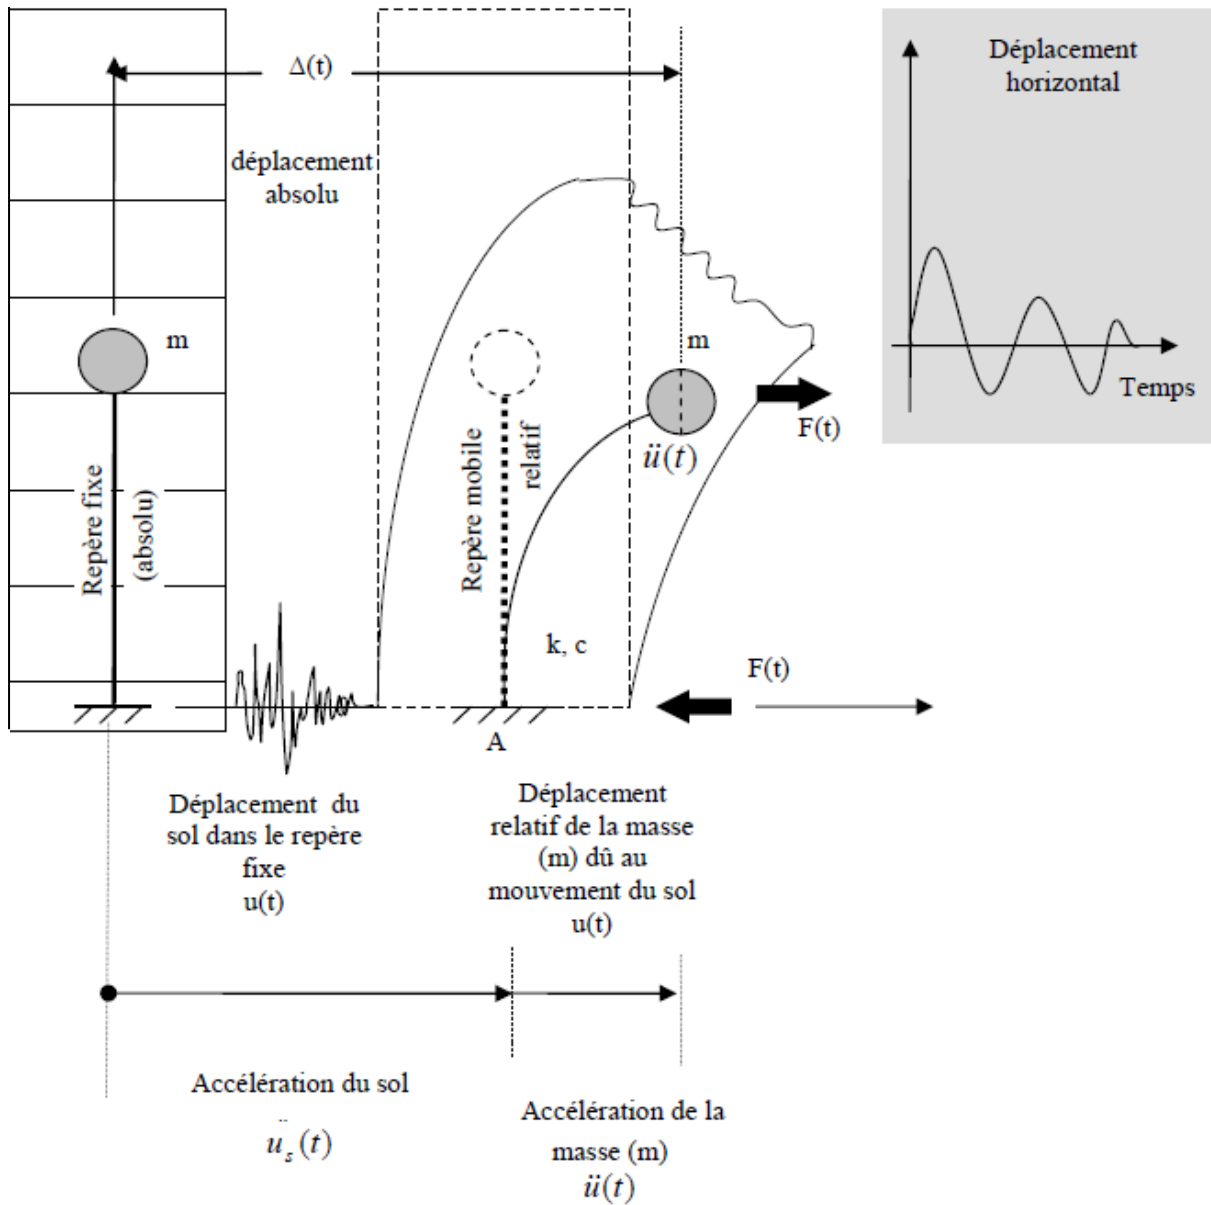 Δ(t)
déplacement
absolu
m
Repère fixe
(absolu)
Repère mobile
relatif
m
ü(t)
F(t)
k, c
F(t)
A
Déplacement
horizontal
Temps
Déplacement du
sol dans le repère
fixe
u(t)
Déplacement
relatif de la masse
(m) dû au
mouvement du sol
u(t)
Accélération du sol
ü_s(t)
Accélération de la
masse (m)
ü(t)